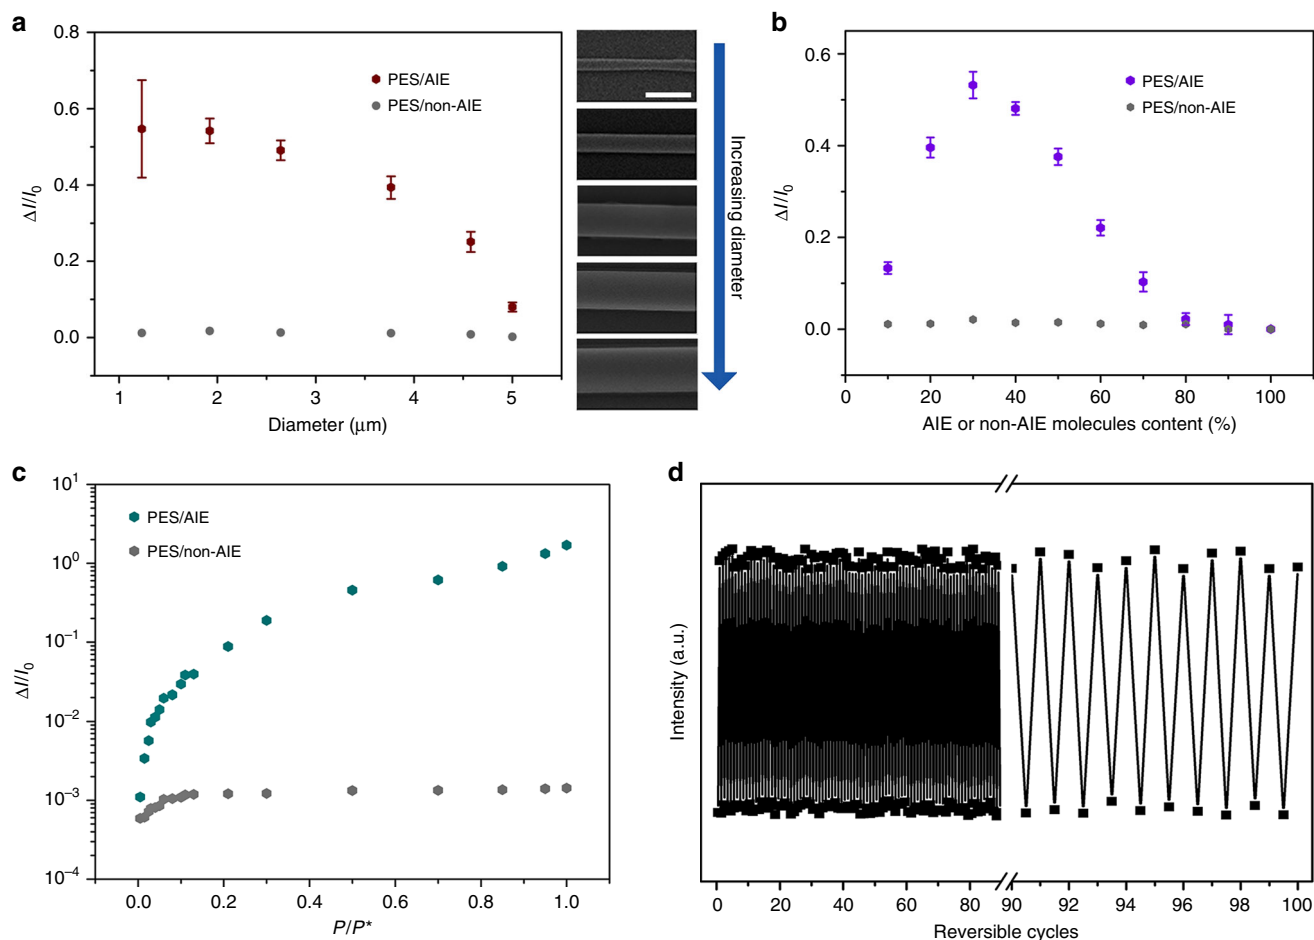 a
0.8
0.6
0.4
0.2
0.0
ΔI/I0
PES/AIE
PES/non-AIE
1
2
3
4
5
Diameter (μm)
Increasing diameter
b
0.6
0.4
0.2
0.0
ΔI/I0
PES/AIE
PES/non-AIE
0
20
40
60
80
100
AIE or non-AIE molecules content (%)
c
10^1
10^0
10^−1
10^−2
10^−3
10^−4
ΔI/I0
PES/AIE
PES/non-AIE
0.0
0.2
0.4
0.6
0.8
1.0
P/P*
d
Intensity (a.u.)
0
20
40
60
80
90
92
94
96
98
100
Reversible cycles